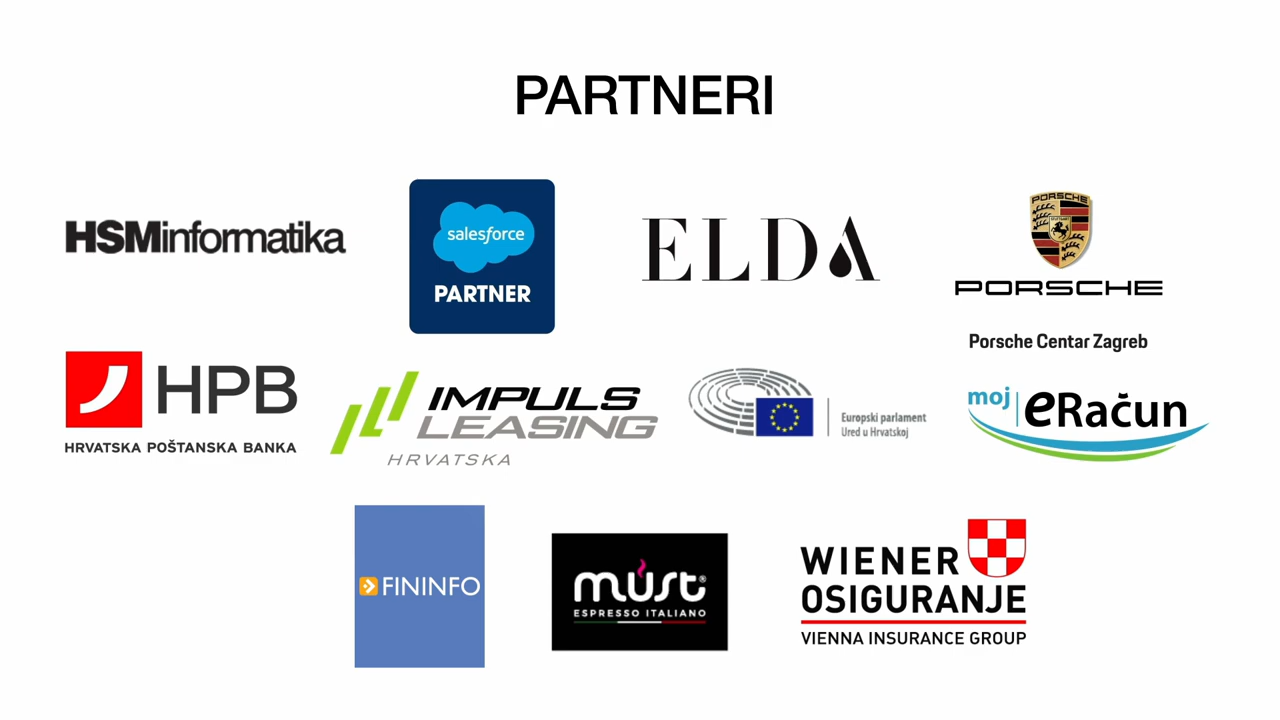 PARTNERI
HSMinformatika
salesforce
PARTNER
ELDA
PORSCHE
PORSCHE
Porsche Centar Zagreb
HPB
HRVATSKA POŠTANSKA BANKA
IMPULS
LEASING
HRVATSKA
Europski parlament
Ured u Hrvatskoj
moj eRačun
FININFO
múst®
ESPRESSO ITALIANO
WIENER
OSIGURANJE
VIENNA INSURANCE GROUP